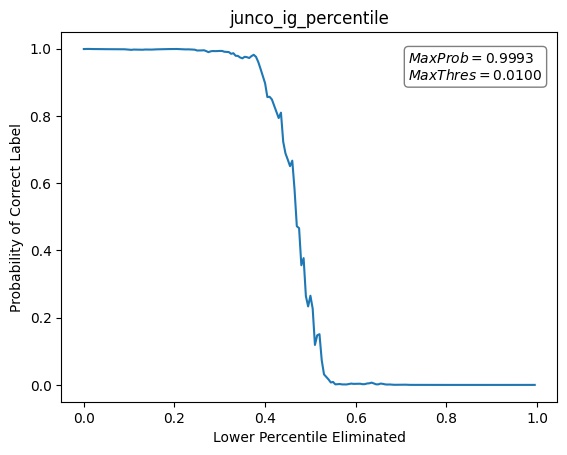 junco_ig_percentile
MaxProb = 0.9993
MaxThres = 0.0100
1.0
0.8
0.6
0.4
0.2
0.0
Probability of Correct Label
0.0 0.2 0.4 0.6 0.8 1.0
Lower Percentile Eliminated